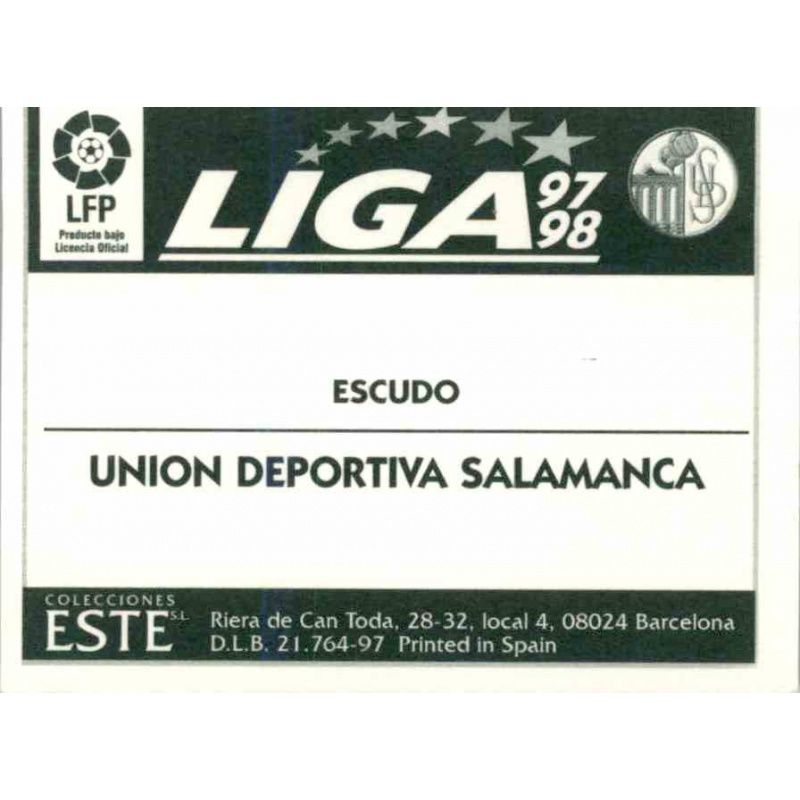 LFP
Producto bajo
Licencia Oficial
LIGA 97 98
UDS
ESCUDO
UNION DEPORTIVA SALAMANCA
COLECCIONES
ESTE S.L.
Riera de Can Toda, 28-32, local 4, 08024 Barcelona
D.L.B. 21.764-97 Printed in Spain